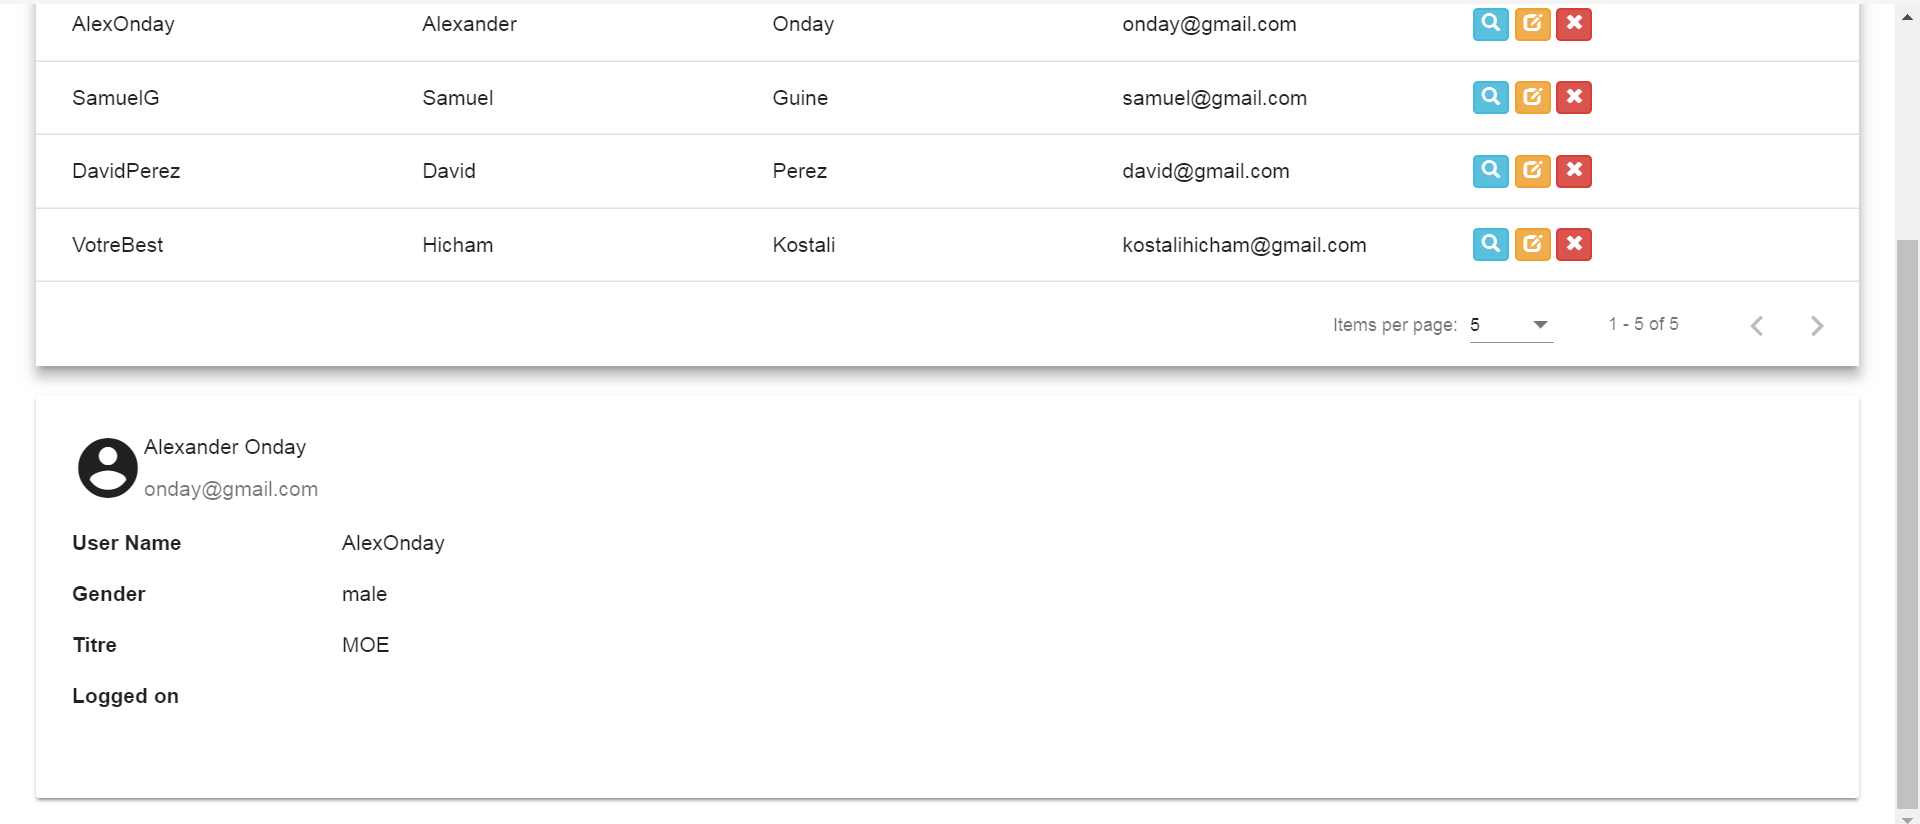 AlexOnday Alexander Onday onday@gmail.com
SamuelG Samuel Guine samuel@gmail.com
DavidPerez David Perez david@gmail.com
VotreBest Hicham Kostali kostalihicham@gmail.com
Items per page: 5 1 - 5 of 5
Alexander Onday
onday@gmail.com
User Name AlexOnday
Gender male
Titre MOE
Logged on